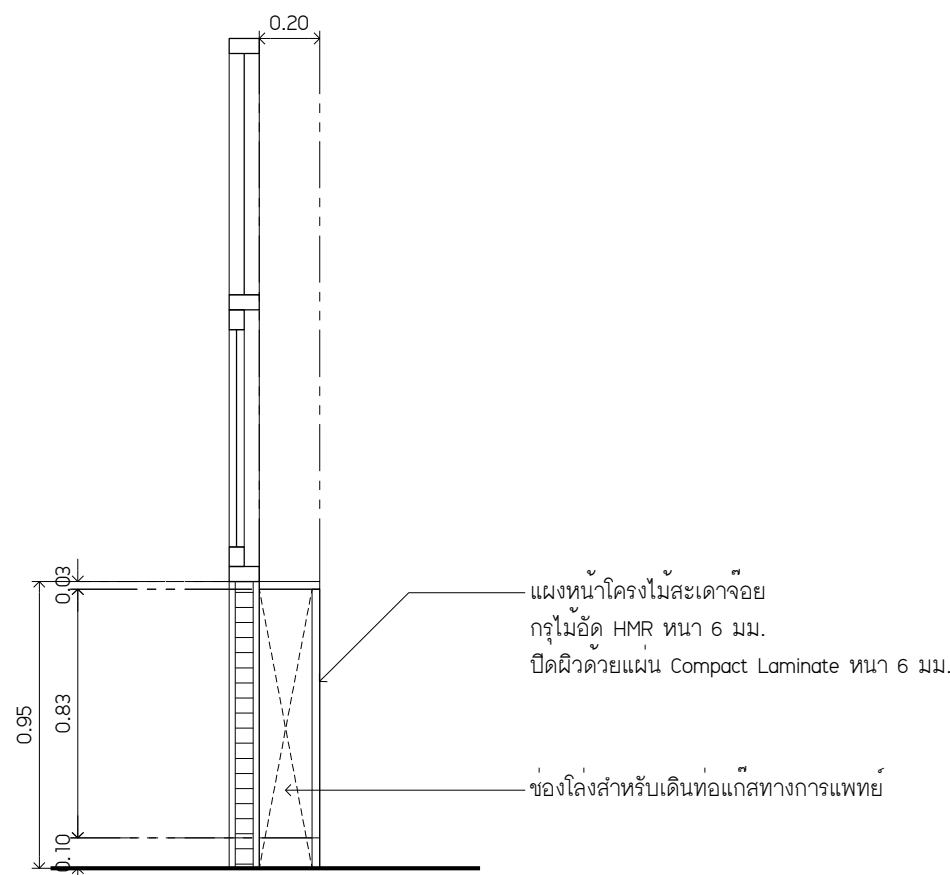 0.20
0.03
แผงหน้าโครงไม้สะเดาจ๊อย
กรุไม้อัด HMR หนา 6 มม.
ปิดผิวด้วยแผ่น Compact Laminate หนา 6 มม.
0.83
0.95
ช่องโล่งสำหรับเดินท่อแก๊สทางการแพทย์
0.10